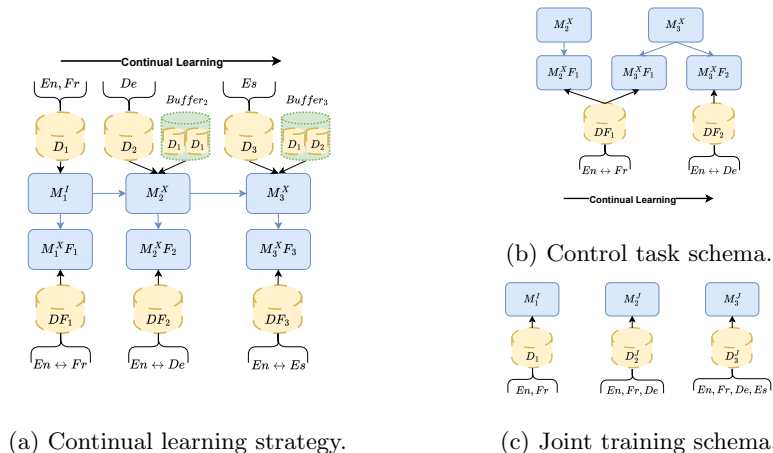 Continual Learning
En, Fr De Es
Buffer₂ Buffer₃
D₁ D₂ D₁ D₁ D₃ D₁ D₂
M₁ᴵ M₂ˣ M₃ˣ
M₁ˣF₁ M₂ˣF₂ M₃ˣF₃
DF₁ DF₂ DF₃
En ↔ Fr En ↔ De En ↔ Es
(a) Continual learning strategy.
M₂ˣ M₃ˣ
M₂ˣF₁ M₃ˣF₁ M₃ˣF₂
DF₁ DF₂
En ↔ Fr En ↔ De
Continual Learning
(b) Control task schema.
M₁ᴵ M₂ᴶ M₃ᴶ
D₁ D₂ᴶ D₃ᴶ
En, Fr En, Fr, De En, Fr, De, Es
(c) Joint training schema.